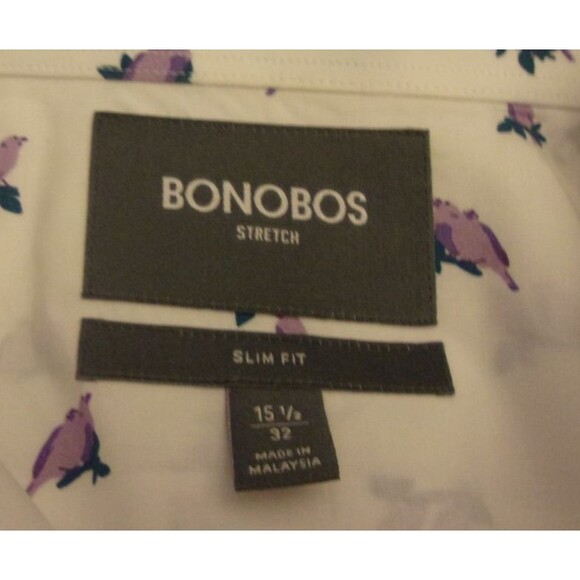 BONOBOS
STRETCH
SLIM FIT
15 ½
32
MADE IN
MALAYSIA